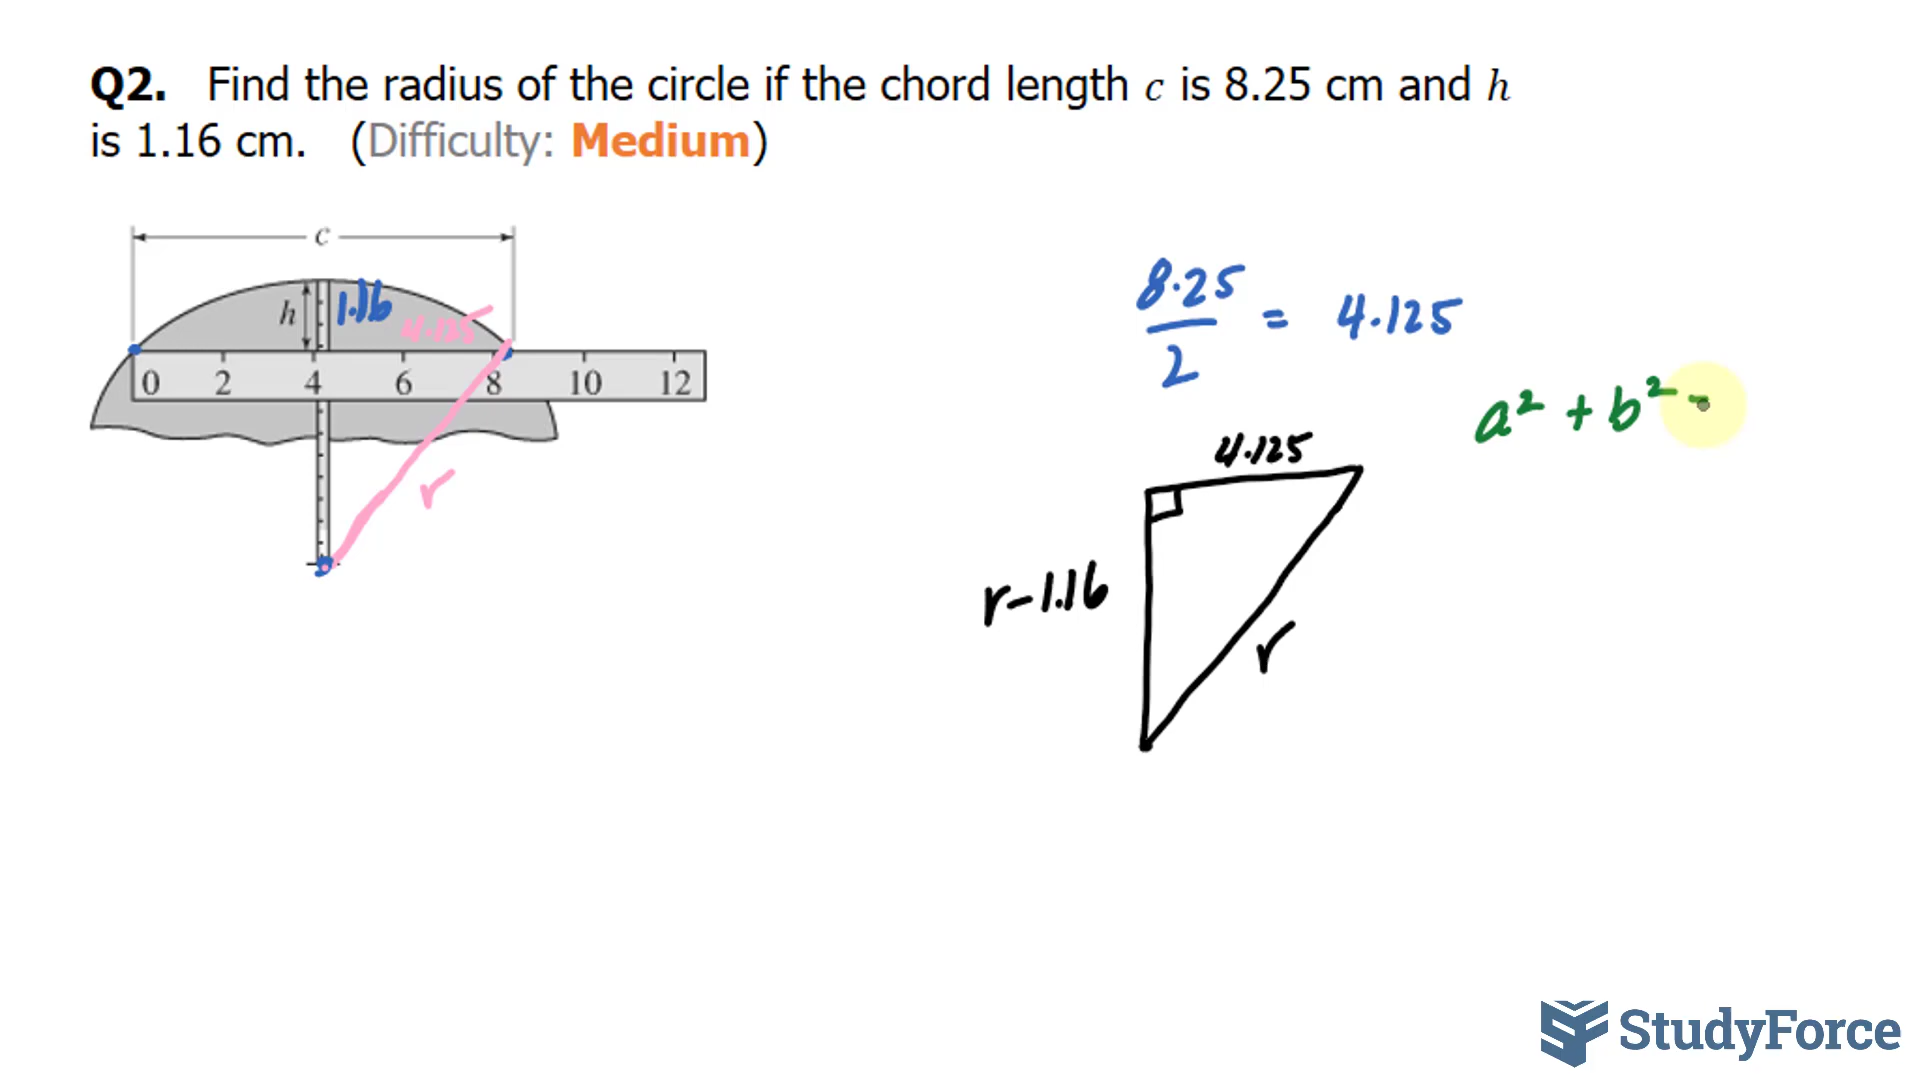 Q2. Find the radius of the circle if the chord length c is 8.25 cm and h
is 1.16 cm. (Difficulty: Medium)
c
h
1.16
4.125
0 2 4 6 8 10 12
r
8.25
2
= 4.125
a² + b² -
4.125
r-1.16
r
StudyForce